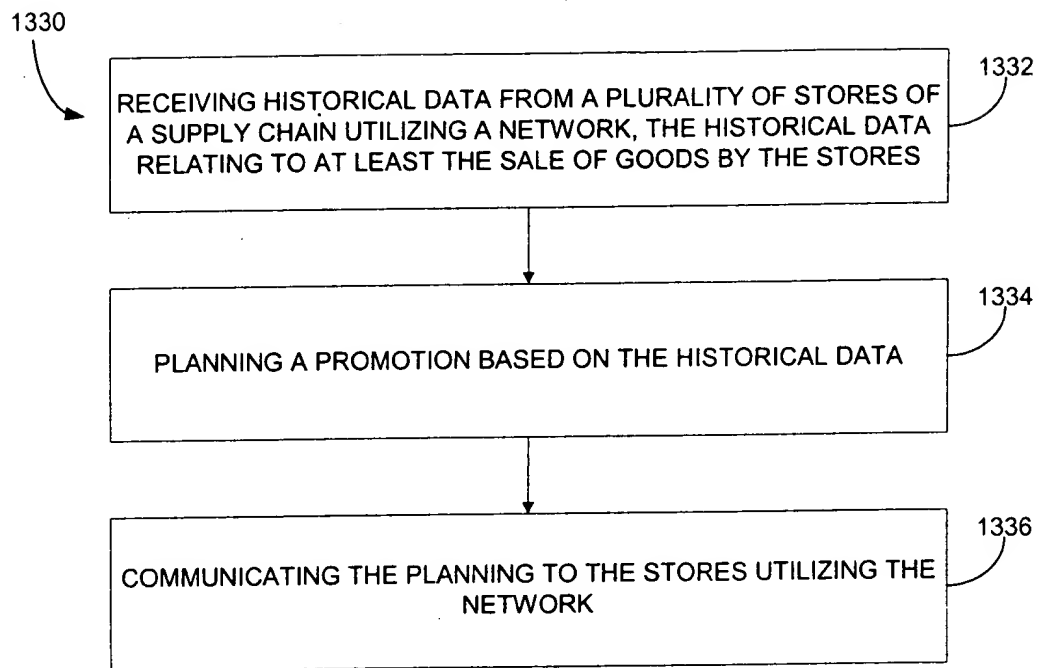 1330
1332
RECEIVING HISTORICAL DATA FROM A PLURALITY OF STORES OF
A SUPPLY CHAIN UTILIZING A NETWORK, THE HISTORICAL DATA
RELATING TO AT LEAST THE SALE OF GOODS BY THE STORES
1334
PLANNING A PROMOTION BASED ON THE HISTORICAL DATA
1336
COMMUNICATING THE PLANNING TO THE STORES UTILIZING THE
NETWORK